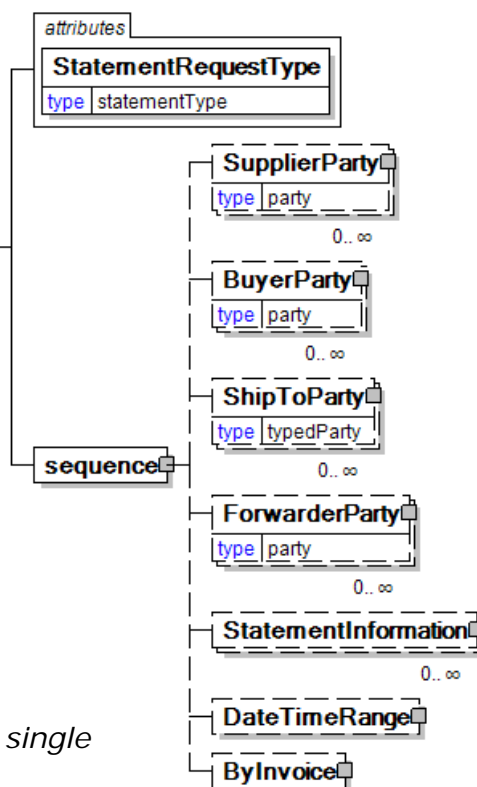 attributes
StatementRequestType
type statementType
SupplierParty
type party
0.. ∞
BuyerParty
type party
0.. ∞
ShipToParty
type typedParty
0.. ∞
sequence
ForwarderParty
type party
0.. ∞
StatementInformation
0.. ∞
DateTimeRange
single
ByInvoice